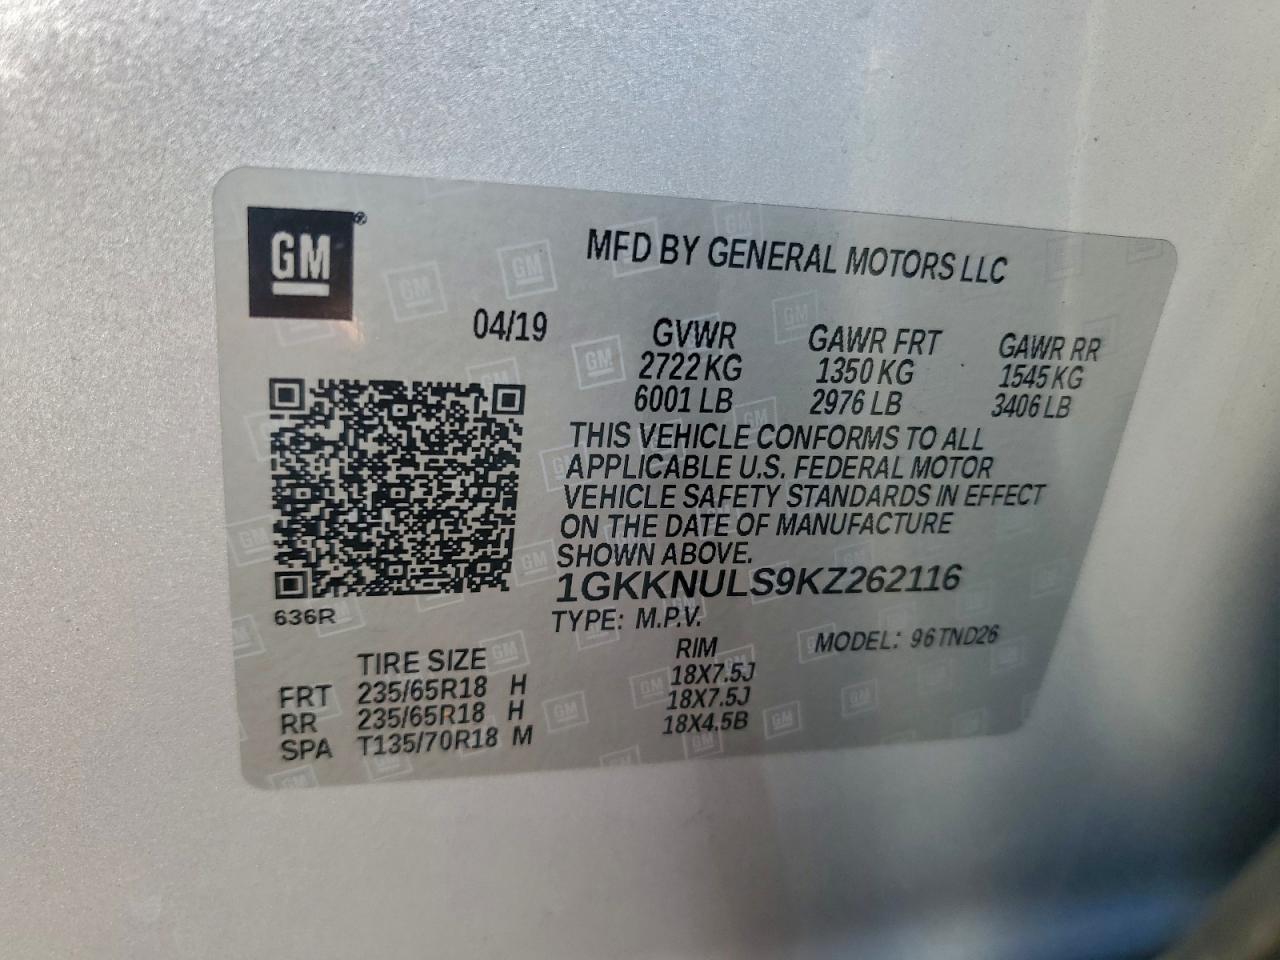 GM
MFD BY GENERAL MOTORS LLC
04/19
GVWR GAWR FRT GAWR RR
2722 KG 1350 KG 1545 KG
6001 LB 2976 LB 3406 LB
THIS VEHICLE CONFORMS TO ALL
APPLICABLE U.S. FEDERAL MOTOR
VEHICLE SAFETY STANDARDS IN EFFECT
ON THE DATE OF MANUFACTURE
SHOWN ABOVE.
1GKKNULS9KZ262116
636R
TYPE: M.P.V.
MODEL: 96TND26
TIRE SIZE RIM
FRT 235/65R18 H 18X7.5J
RR 235/65R18 H 18X7.5J
SPA T135/70R18 M 18X4.5B